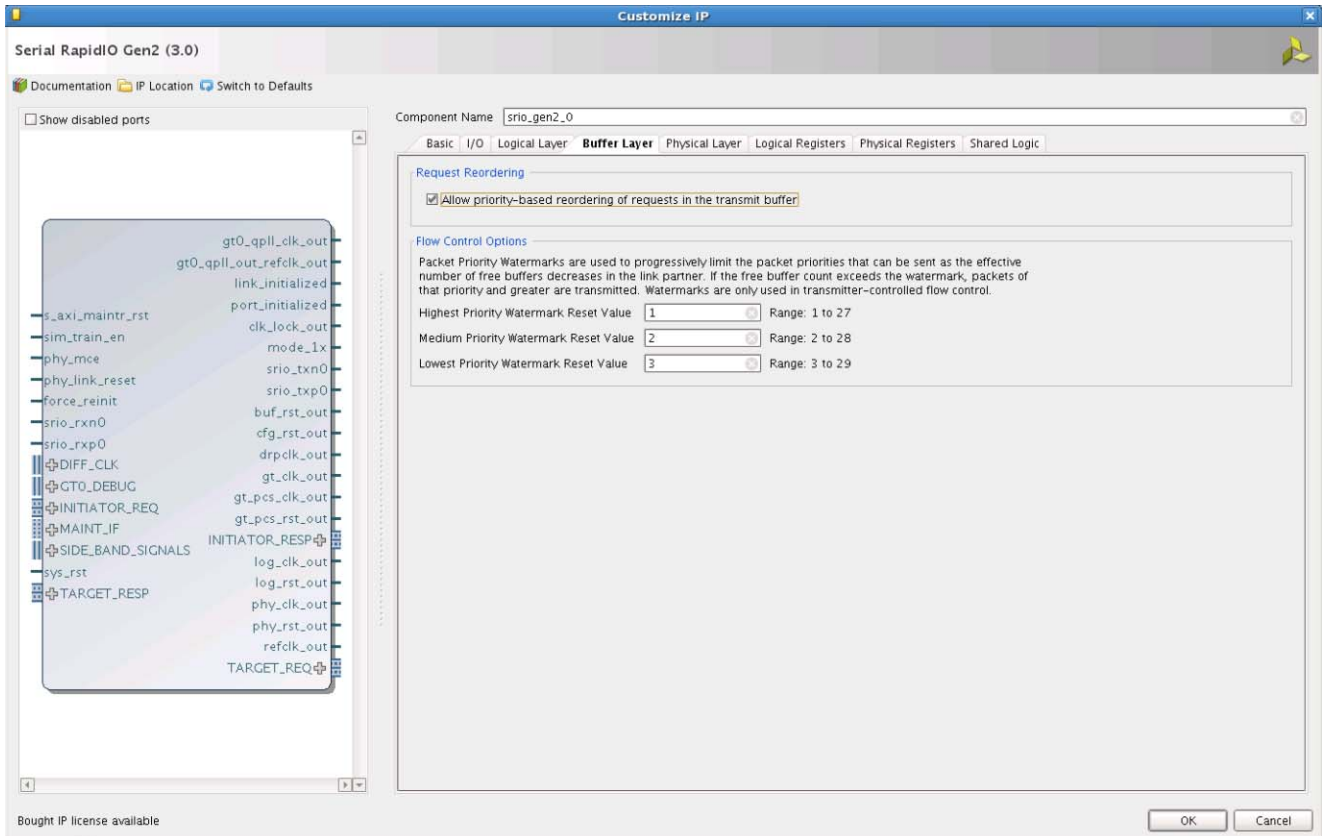 Customize IP
Serial RapidIO Gen2 (3.0)
Documentation IP Location Switch to Defaults
Show disabled ports
gt0_qpll_clk_out
gt0_qpll_out_refclk_out
link_initialized
port_initialized
clk_lock_out
mode_1x
srio_txn0
srio_txp0
buf_rst_out
cfg_rst_out
drpclk_out
gt_clk_out
gt_pcs_clk_out
gt_pcs_rst_out
INITIATOR_RESP
log_clk_out
log_rst_out
phy_clk_out
phy_rst_out
refclk_out
TARGET_REQ
s_axi_maintr_rst
sim_train_en
phy_mce
phy_link_reset
force_reinit
srio_rxn0
srio_rxp0
DIFF_CLK
GT0_DEBUG
INITIATOR_REQ
MAINT_IF
SIDE_BAND_SIGNALS
sys_rst
TARGET_RESP
Component Name srio_gen2_0
Basic I/O Logical Layer Buffer Layer Physical Layer Logical Registers Physical Registers Shared Logic
Request Reordering
Allow priority-based reordering of requests in the transmit buffer
Flow Control Options
Packet Priority Watermarks are used to progressively limit the packet priorities that can be sent as the effective
number of free buffers decreases in the link partner. If the free buffer count exceeds the watermark, packets of
that priority and greater are transmitted. Watermarks are only used in transmitter-controlled flow control.
Highest Priority Watermark Reset Value 1 Range: 1 to 27
Medium Priority Watermark Reset Value 2 Range: 2 to 28
Lowest Priority Watermark Reset Value 3 Range: 3 to 29
Bought IP license available
OK Cancel